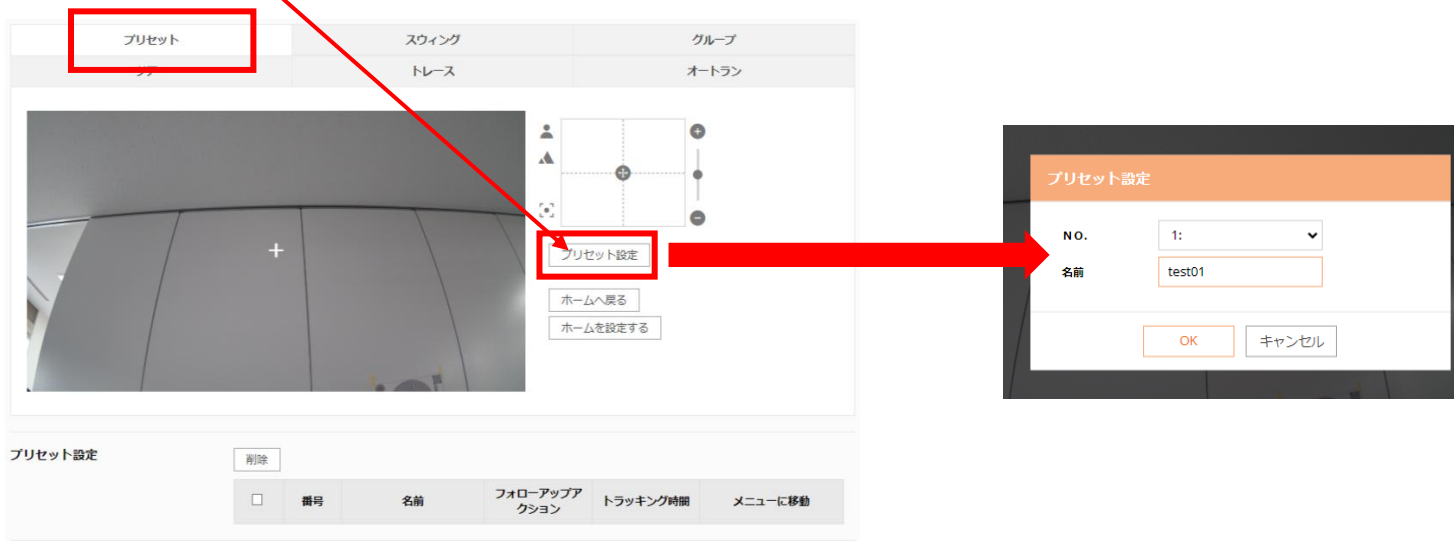 プリセット
スウィング
グループ
ツアー
トレース
オートラン
プリセット設定
ホームへ戻る
ホームを設定する
プリセット設定
削除
番号
名前
フォローアップア
クション
トラッキング時間
メニューに移動
プリセット設定
NO.
1:
名前
test01
OK
キャンセル